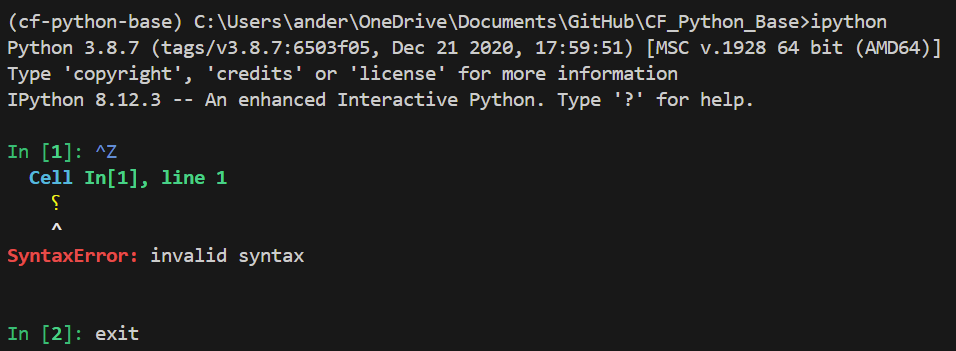 (cf-python-base) C:\Users\ander\OneDrive\Documents\GitHub\CF_Python_Base>ipython
Python 3.8.7 (tags/v3.8.7:6503f05, Dec 21 2020, 17:59:51) [MSC v.1928 64 bit (AMD64)]
Type 'copyright', 'credits' or 'license' for more information
IPython 8.12.3 -- An enhanced Interactive Python. Type '?' for help.
In [1]: ^Z
Cell In[1], line 1
␦
^
SyntaxError: invalid syntax
In [2]: exit